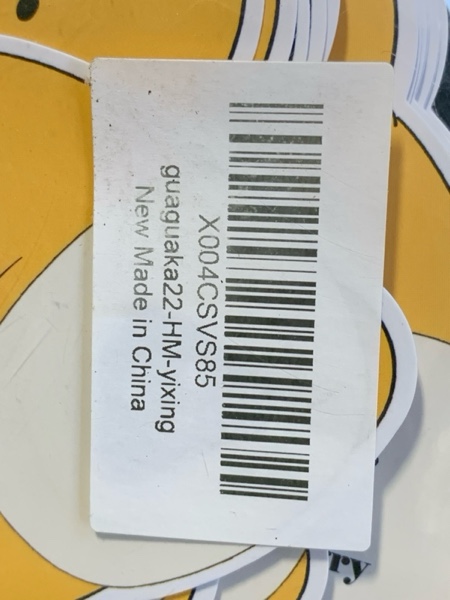 X004CSVS85
guaguaka22-HM-yixing
New Made in China